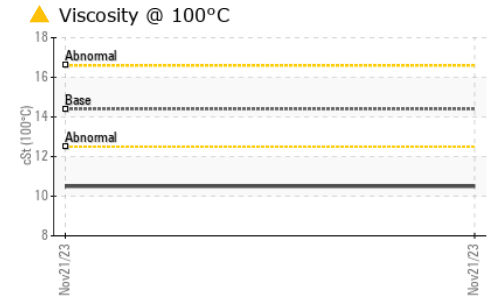 Viscosity @ 100°C
cSt (100°C)
18
16
14
12
10
8
Abnormal
Base
Abnormal
Nov21/23
Nov21/23